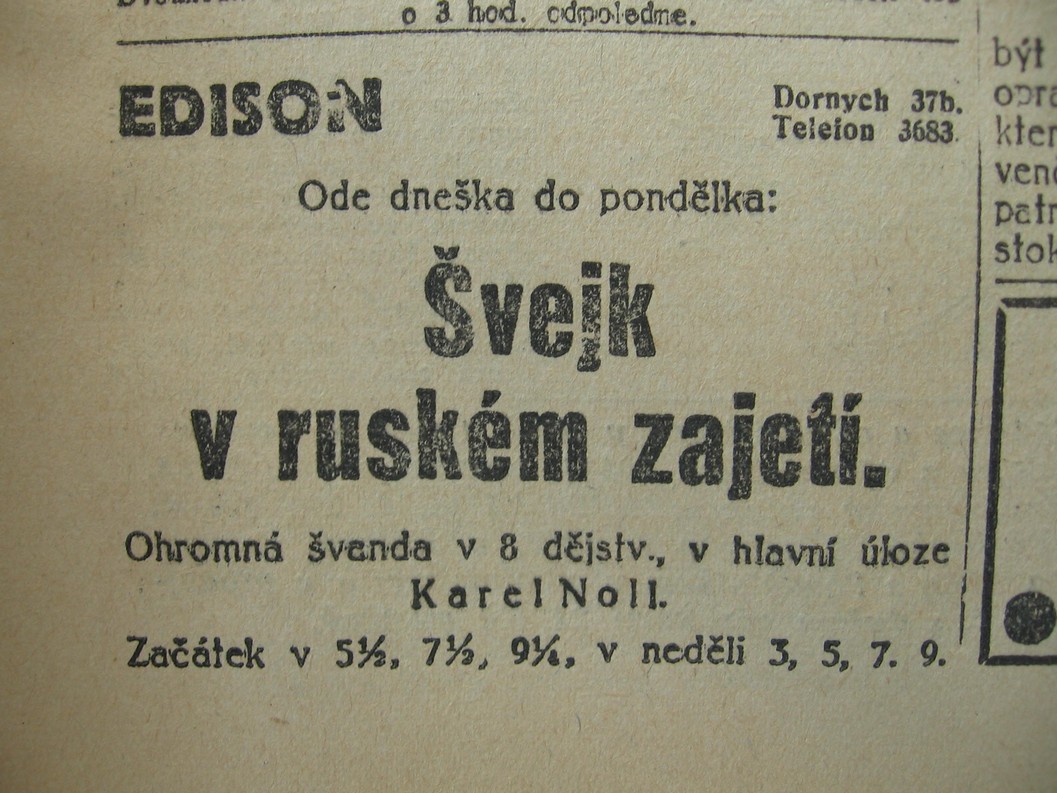 o 3 hod. odpoledne.
EDISON
Dornych 37b.
Telefon 3683.
Ode dneška do pondělka:
Švejk
v ruském zajetí.
Ohromná švanda v 8 dějstv., v hlavní úloze
Karel Noll.
Začátek v 5½, 7½, 9¼, v neděli 3, 5, 7. 9.
být